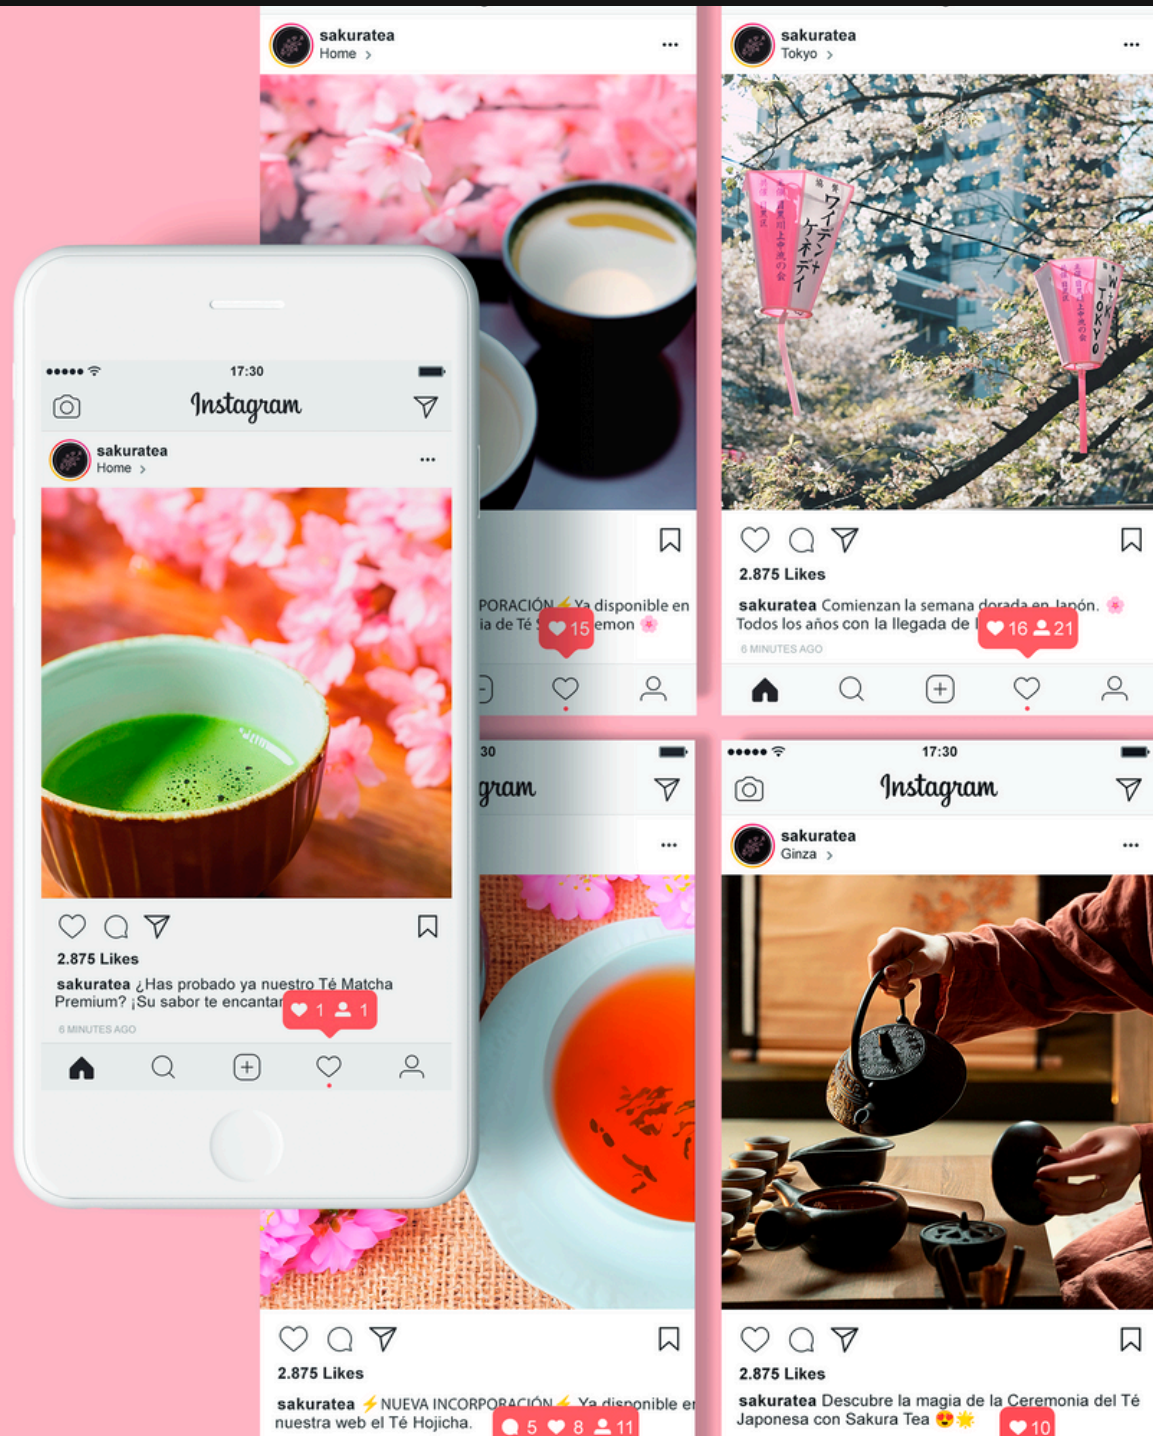 sakuratea
Home >
sakuratea
Tokyo >
ワイデン+
ケネディ
W+K
TOKYO
PORACIÓN⚡Ya disponible en
ia de Té S emon 🌸
15
2.875 Likes
sakuratea Comienzan la semana dorada en Japón. 🌸
Todos los años con la llegada de l
16 21
6 MINUTES AGO
17:30
Instagram
sakuratea
Home >
2.875 Likes
sakuratea ¿Has probado ya nuestro Té Matcha
Premium? ¡Su sabor te encantar
1 1
6 MINUTES AGO
30
gram
2.875 Likes
sakuratea ⚡NUEVA INCORPORACIÓN⚡ Ya disponible en
nuestra web el Té Hojicha.
5 8 11
17:30
Instagram
sakuratea
Ginza >
2.875 Likes
sakuratea Descubre la magia de la Ceremonia del Té
Japonesa con Sakura Tea 😍🌟
10